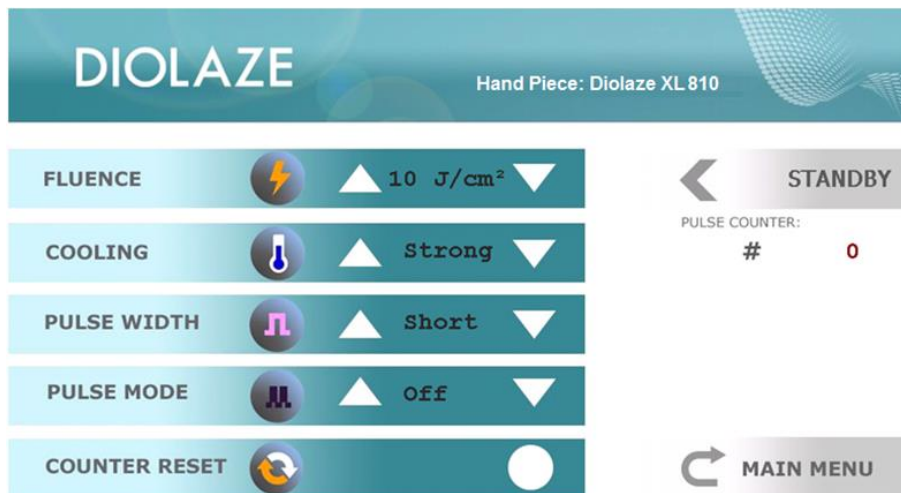 DIOLAZE
Hand Piece: Diolaze XL 810
FLUENCE 10 J/cm²
STANDBY
PULSE COUNTER:
# 0
COOLING Strong
PULSE WIDTH Short
PULSE MODE Off
COUNTER RESET
MAIN MENU